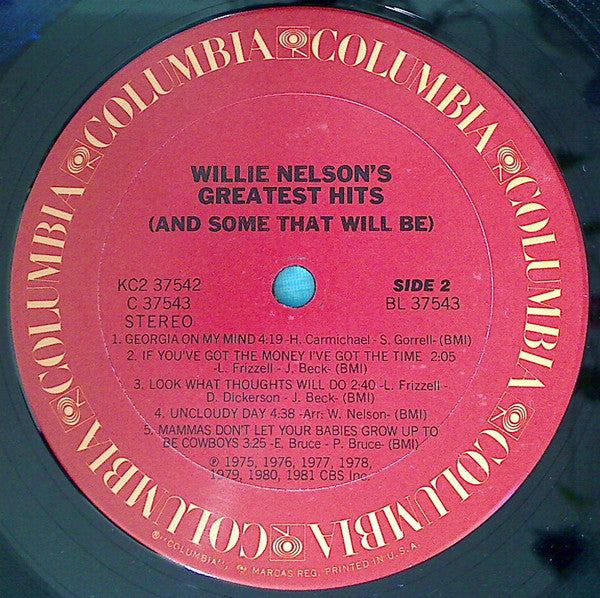 COLUMBIA COLUMBIA COLUMBIA COLUMBIA COLUMBIA COLUMBIA COLUMBIA COLUMBIA
WILLIE NELSON'S
GREATEST HITS
(AND SOME THAT WILL BE)
KC2 37542
C 37543
STEREO
SIDE 2
BL 37543
1. GEORGIA ON MY MIND 4:19 -H. Carmichael - S. Gorrell- (BMI)
2. IF YOU'VE GOT THE MONEY I'VE GOT THE TIME 2:05
-L. Frizzell - J. Beck- (BMI)
3. LOOK WHAT THOUGHTS WILL DO 2:40 -L. Frizzell -
D. Dickerson - J. Beck- (BMI)
4. UNCLOUDY DAY 4:38 -Arr: W. Nelson- (BMI)
5. MAMMAS DON'T LET YOUR BABIES GROW UP TO
BE COWBOYS 3:25 -E. Bruce - P. Bruce- (BMI)
℗ 1975, 1976, 1977, 1978,
1979, 1980, 1981 CBS Inc.
® "COLUMBIA", MARCAS REG. PRINTED IN U.S.A.